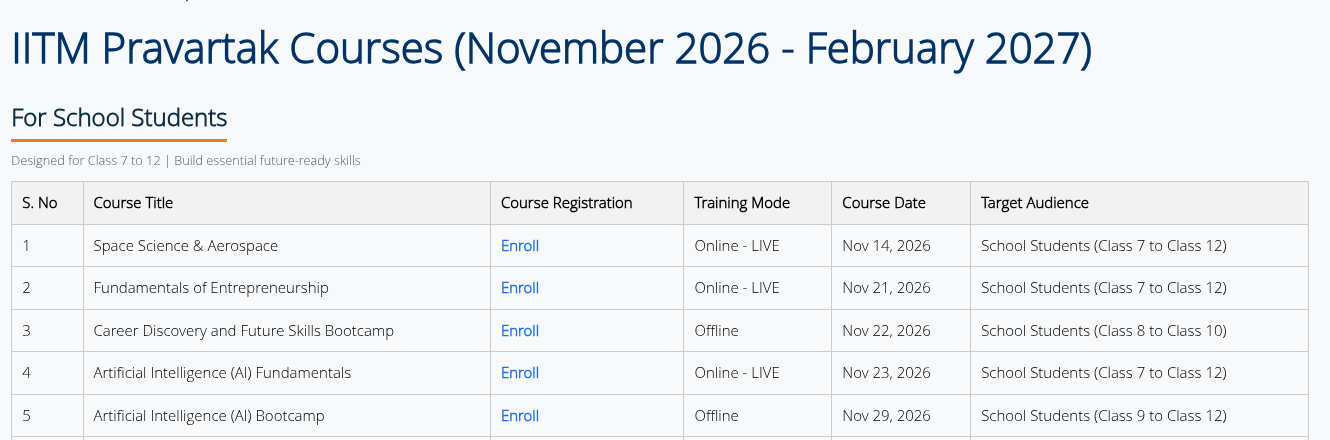 IITM Pravartak Courses (November 2026 - February 2027)
For School Students
Designed for Class 7 to 12 | Build essential future-ready skills
S. No Course Title Course Registration Training Mode Course Date Target Audience
1 Space Science & Aerospace Enroll Online - LIVE Nov 14, 2026 School Students (Class 7 to Class 12)
2 Fundamentals of Entrepreneurship Enroll Online - LIVE Nov 21, 2026 School Students (Class 7 to Class 12)
3 Career Discovery and Future Skills Bootcamp Enroll Offline Nov 22, 2026 School Students (Class 8 to Class 10)
4 Artificial Intelligence (AI) Fundamentals Enroll Online - LIVE Nov 23, 2026 School Students (Class 7 to Class 12)
5 Artificial Intelligence (AI) Bootcamp Enroll Offline Nov 29, 2026 School Students (Class 9 to Class 12)